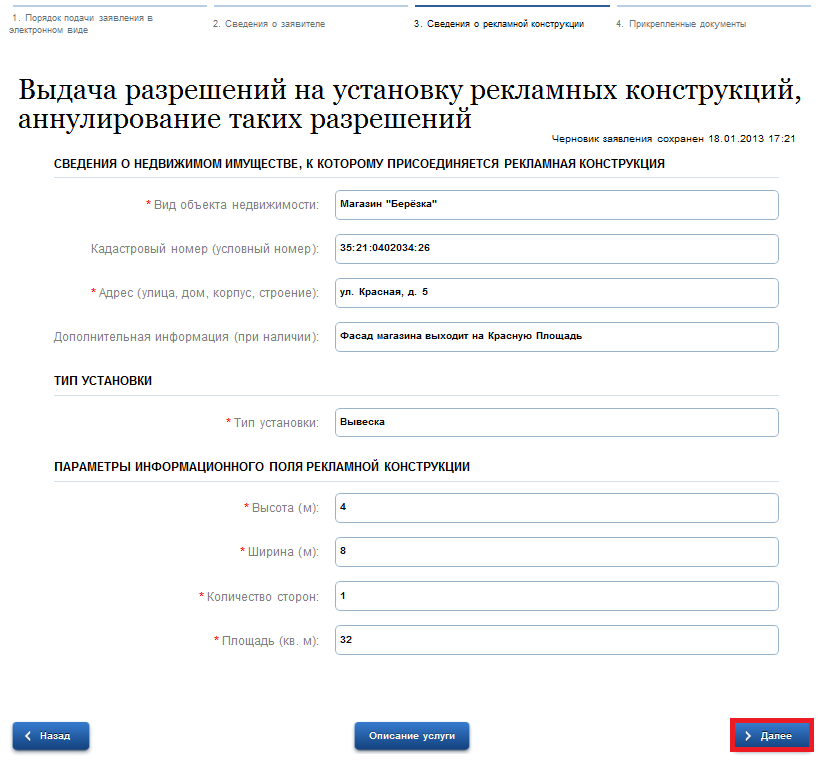 1. Порядок подачи заявления в
электронном виде
2. Сведения о заявителе
3. Сведения о рекламной конструкции
4. Прикрепленные документы
Выдача разрешений на установку рекламных конструкций,
аннулирование таких разрешений
Черновик заявления сохранен 18.01.2013 17:21
СВЕДЕНИЯ О НЕДВИЖИМОМ ИМУЩЕСТВЕ, К КОТОРОМУ ПРИСОЕДИНЯЕТСЯ РЕКЛАМНАЯ КОНСТРУКЦИЯ
* Вид объекта недвижимости: Магазин "Берёзка"
Кадастровый номер (условный номер): 35:21:0402034:26
* Адрес (улица, дом, корпус, строение): ул. Красная, д. 5
Дополнительная информация (при наличии): Фасад магазина выходит на Красную Площадь
ТИП УСТАНОВКИ
* Тип установки: Вывеска
ПАРАМЕТРЫ ИНФОРМАЦИОННОГО ПОЛЯ РЕКЛАМНОЙ КОНСТРУКЦИИ
* Высота (м): 4
* Ширина (м): 8
* Количество сторон: 1
* Площадь (кв. м): 32
Назад
Описание услуги
Далее